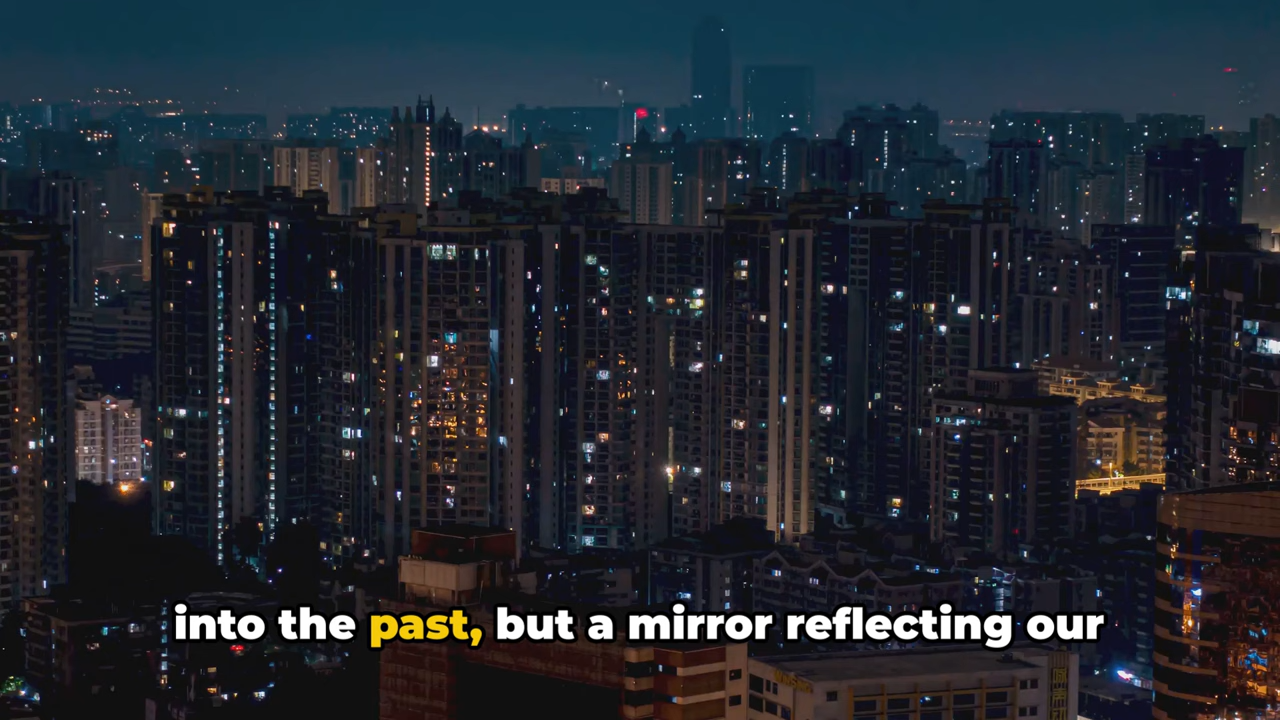 into the past, but a mirror reflecting our